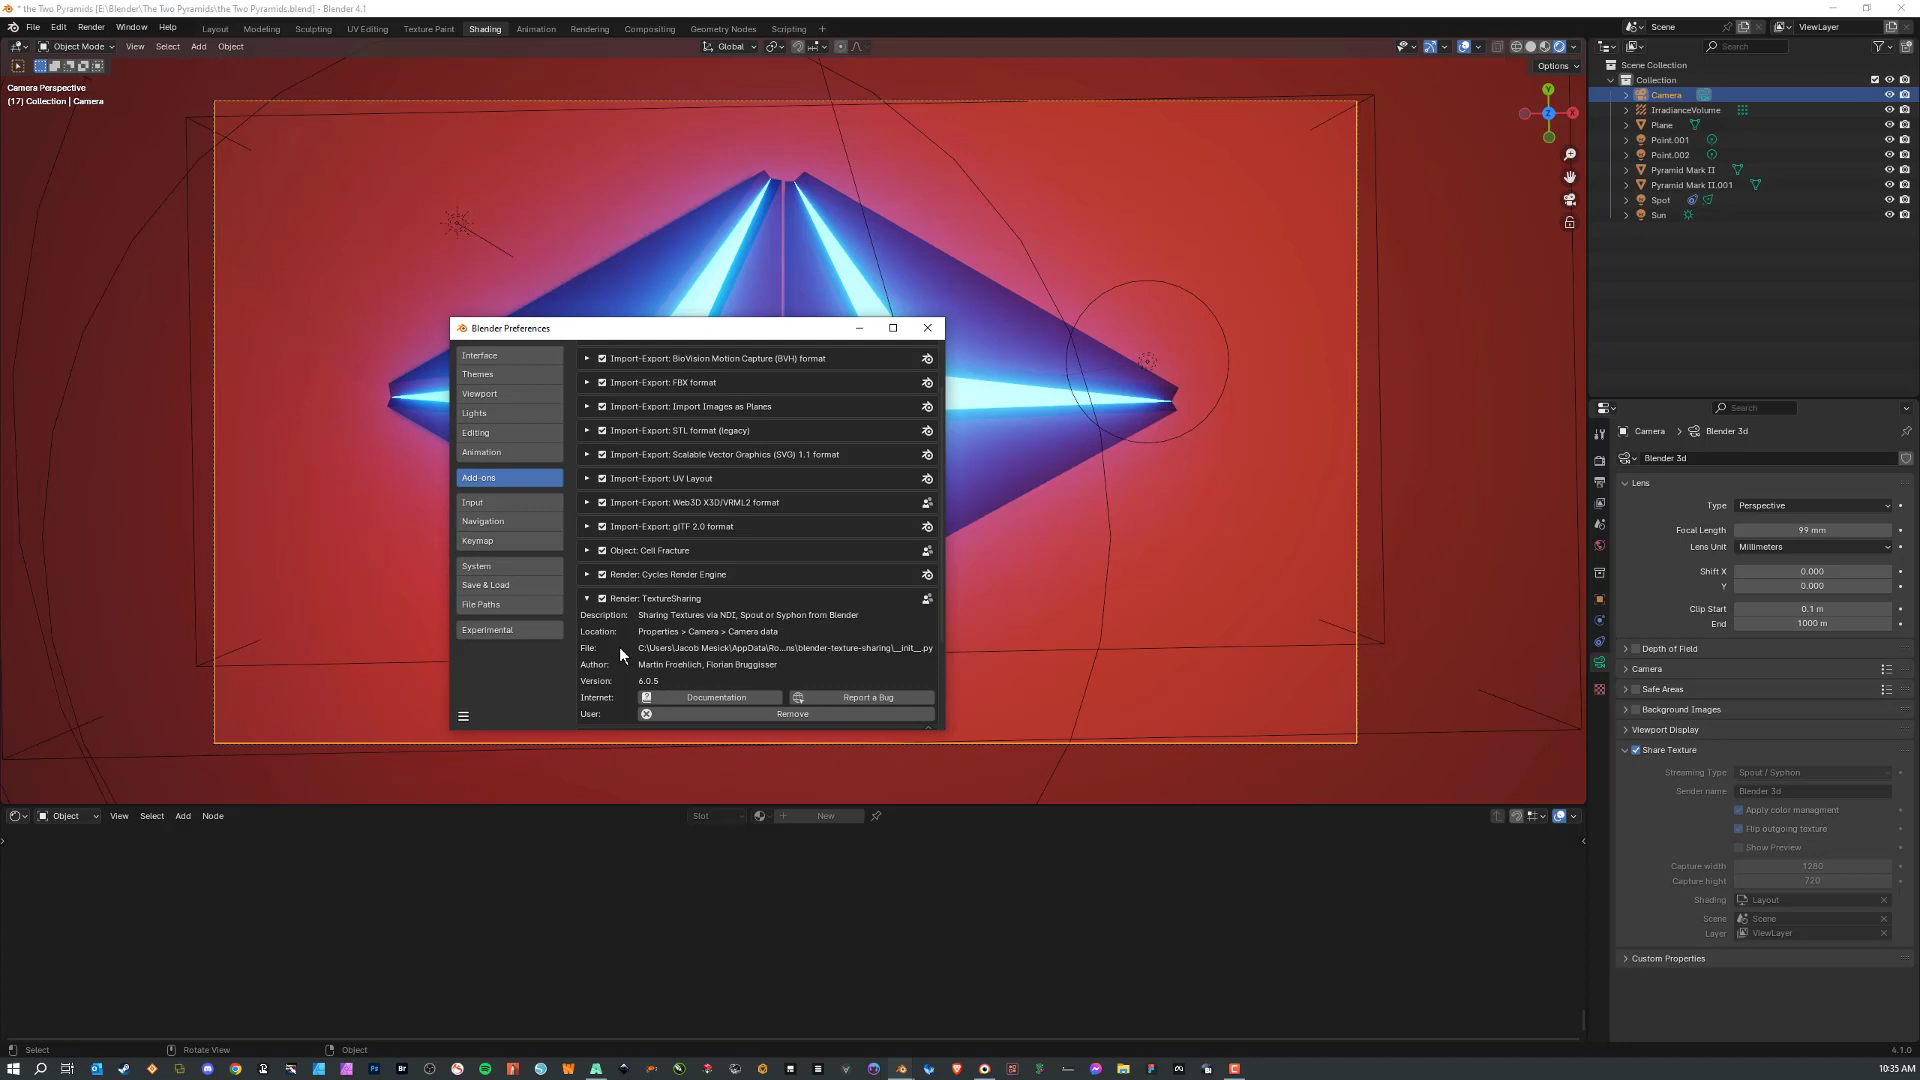 * the Two Pyramids [E:\Blender\The Two Pyramids\the Two Pyramids.blend] - Blender 4.1
File Edit Render Window Help Layout Modeling Sculpting UV Editing Texture Paint Shading Animation Rendering Compositing Geometry Nodes Scripting + Scene ViewLayer
Object Mode View Select Add Object Global Search
Options
Camera Perspective
(17) Collection | Camera
Y
Z
X
Scene Collection
Collection
Camera
IrradianceVolume
Plane
Point.001
Point.002
Pyramid Mark II
Pyramid Mark II.001
Spot
Sun
Blender Preferences
Interface
Themes
Viewport
Lights
Editing
Animation
Add-ons
Input
Navigation
Keymap
System
Save & Load
File Paths
Experimental
Import-Export: BioVision Motion Capture (BVH) format
Import-Export: FBX format
Import-Export: Import Images as Planes
Import-Export: STL format (legacy)
Import-Export: Scalable Vector Graphics (SVG) 1.1 format
Import-Export: UV Layout
Import-Export: Web3D X3D/VRML2 format
Import-Export: glTF 2.0 format
Object: Cell Fracture
Render: Cycles Render Engine
Render: TextureSharing
Description: Sharing Textures via NDI, Spout or Syphon from Blender
Location: Properties > Camera > Camera data
File: C:\Users\Jacob Mesick\AppData\Ro...ns\blender-texture-sharing\__init__.py
Author: Martin Froehlich, Florian Bruggisser
Version: 6.0.5
Internet: Documentation Report a Bug
User: Remove
Search
Camera > Blender 3d
Blender 3d
Lens
Type Perspective
Focal Length 99 mm
Lens Unit Millimeters
Shift X 0.000
Y 0.000
Clip Start 0.1 m
End 1000 m
Depth of Field
Camera
Safe Areas
Background Images
Viewport Display
Share Texture
Streaming Type Spout / Syphon
Sender name Blender 3d
Apply color managment
Flip outgoing texture
Show Preview
Capture width 1280
Capture hight 720
Shading Layout
Scene Scene
Layer ViewLayer
Custom Properties
Object View Select Add Node Slot New
Select Rotate View Object 4.1.0
10:35 AM